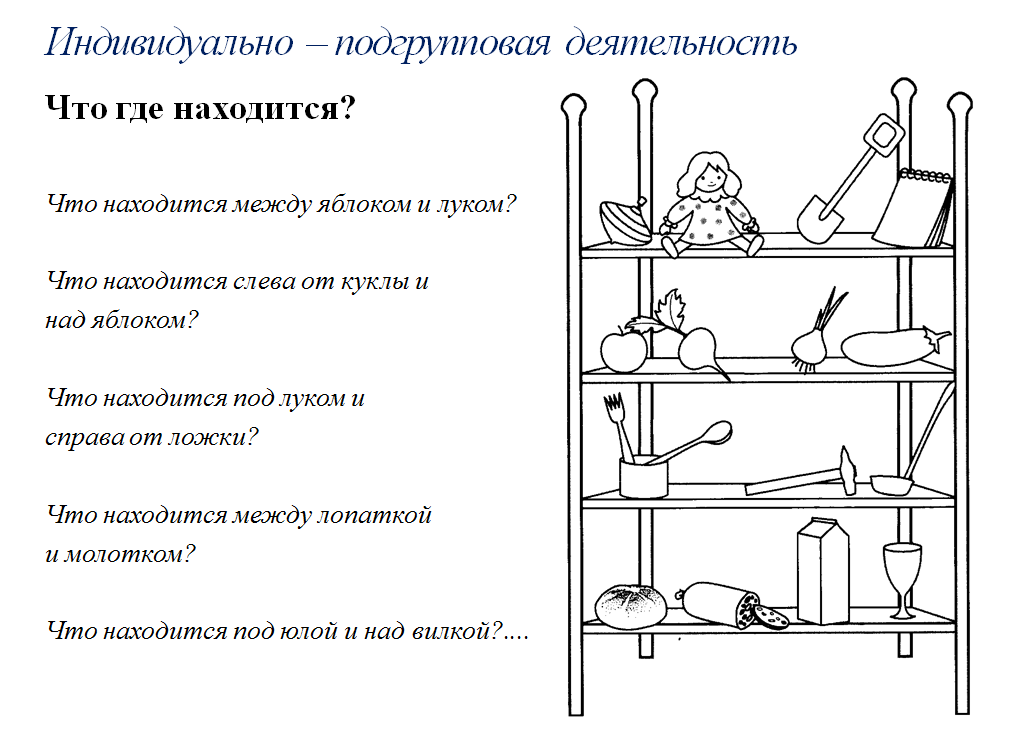 Индивидуально – подгрупповая деятельность
Что где находится?
Что находится между яблоком и луком?
Что находится слева от куклы и
над яблоком?
Что находится под луком и
справа от ложки?
Что находится между лопаткой
и молотком?
Что находится под юлой и над вилкой?....